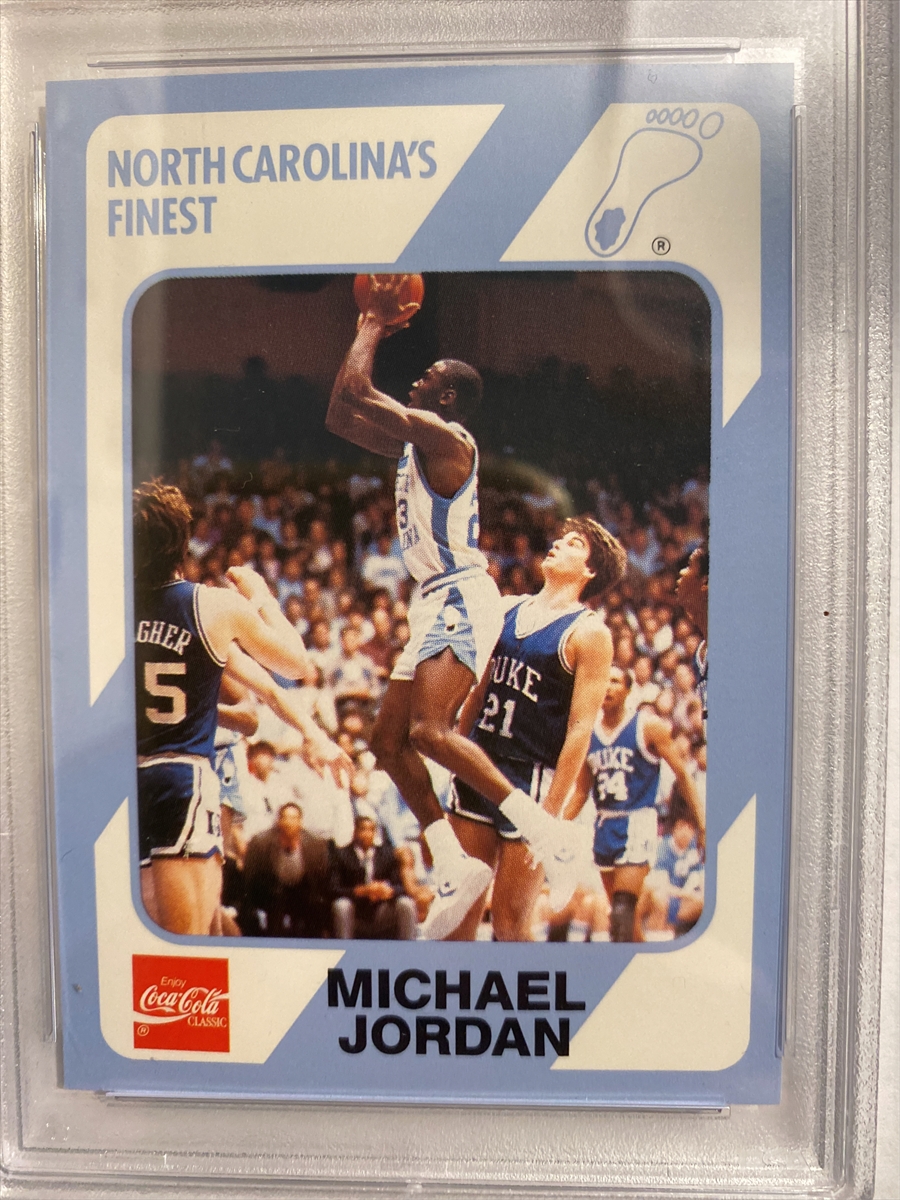 NORTH CAROLINA'S
FINEST
®
GHER
5
DUKE
21
DUKE
34
Enjoy
Coca-Cola
CLASSIC
®
MICHAEL
JORDAN